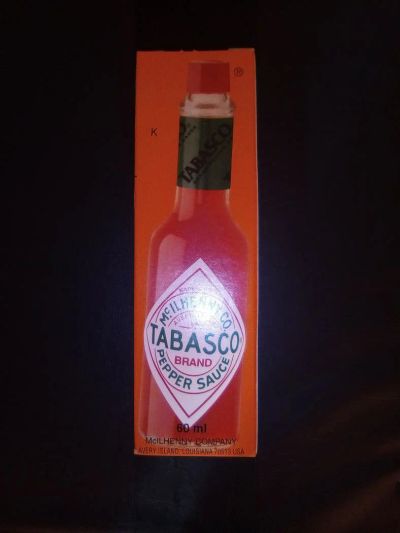 ®
K
TABASCO
McILHENNY CO.
TABASCO
BRAND
PEPPER SAUCE
60 ml
McILHENNY COMPANY
AVERY ISLAND, LOUISIANA 70513 USA